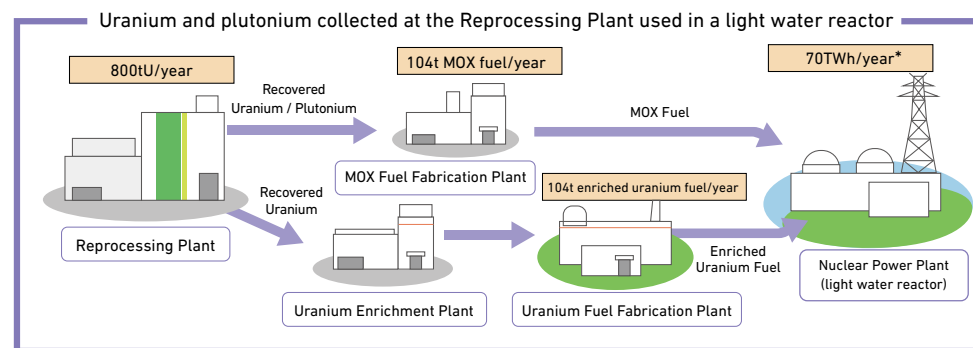 Uranium and plutonium collected at the Reprocessing Plant used in a light water reactor
800tU/year
104t MOX fuel/year
70TWh/year*
Recovered
Uranium / Plutonium
MOX Fuel
MOX Fuel Fabrication Plant
104t enriched uranium fuel/year
Recovered
Uranium
Reprocessing Plant
Enriched
Uranium Fuel
Nuclear Power Plant
(light water reactor)
Uranium Enrichment Plant
Uranium Fuel Fabrication Plant